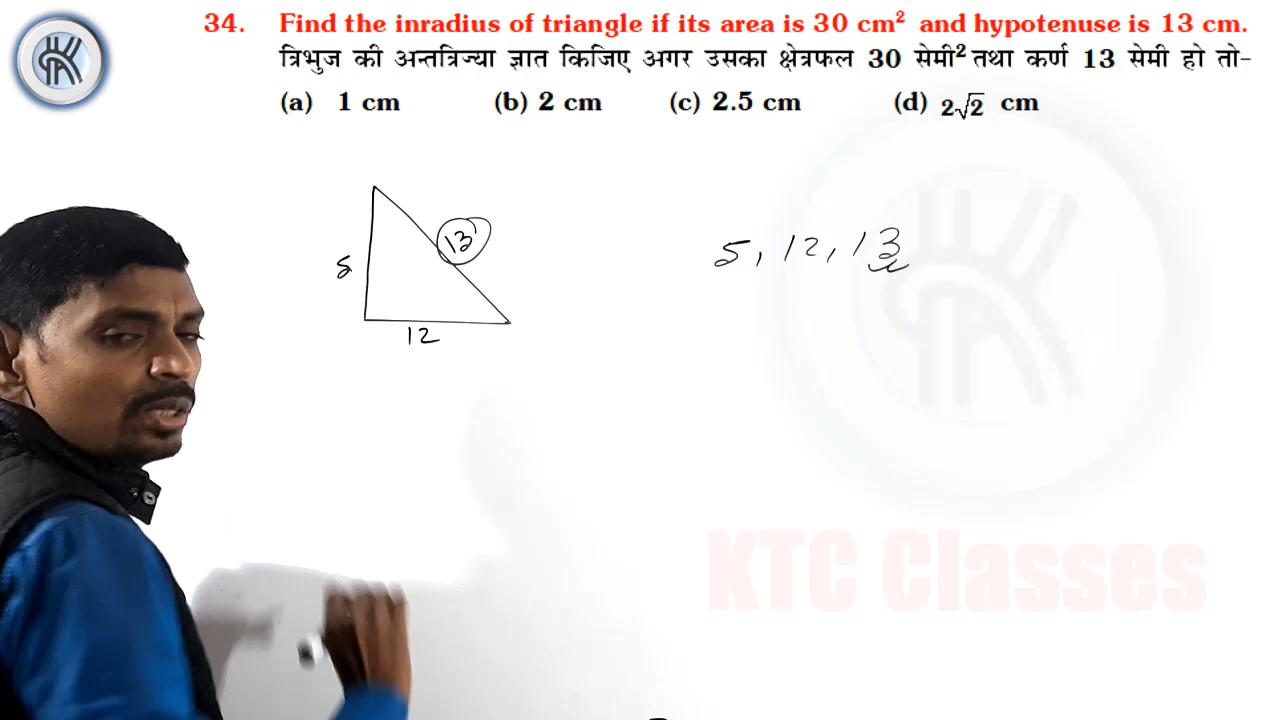 34. Find the inradius of triangle if its area is 30 cm² and hypotenuse is 13 cm.
त्रिभुज की अन्तत्रिज्या ज्ञात किजिए अगर उसका क्षेत्रफल 30 सेमी² तथा कर्ण 13 सेमी हो तो-
(a) 1 cm (b) 2 cm (c) 2.5 cm (d) 2√2 cm
5, 12, 13
13
5
12
KTC Classes